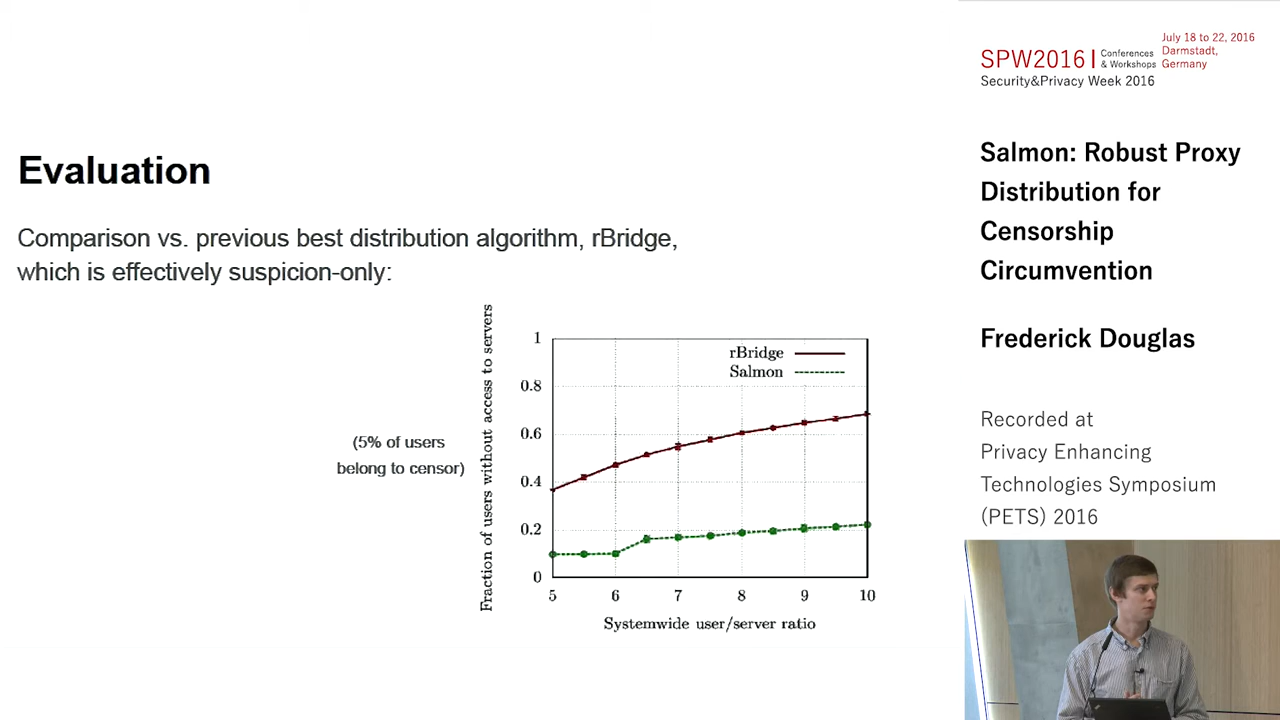 Evaluation
Comparison vs. previous best distribution algorithm, rBridge,
which is effectively suspicion-only:
(5% of users
belong to censor)
Fraction of users without access to servers
1
0.8
0.6
0.4
0.2
0
rBridge
Salmon
5 6 7 8 9 10
Systemwide user/server ratio
SPW2016 | Conferences
& Workshops
July 18 to 22, 2016
Darmstadt,
Germany
Security&Privacy Week 2016
Salmon: Robust Proxy
Distribution for
Censorship
Circumvention
Frederick Douglas
Recorded at
Privacy Enhancing
Technologies Symposium
(PETS) 2016